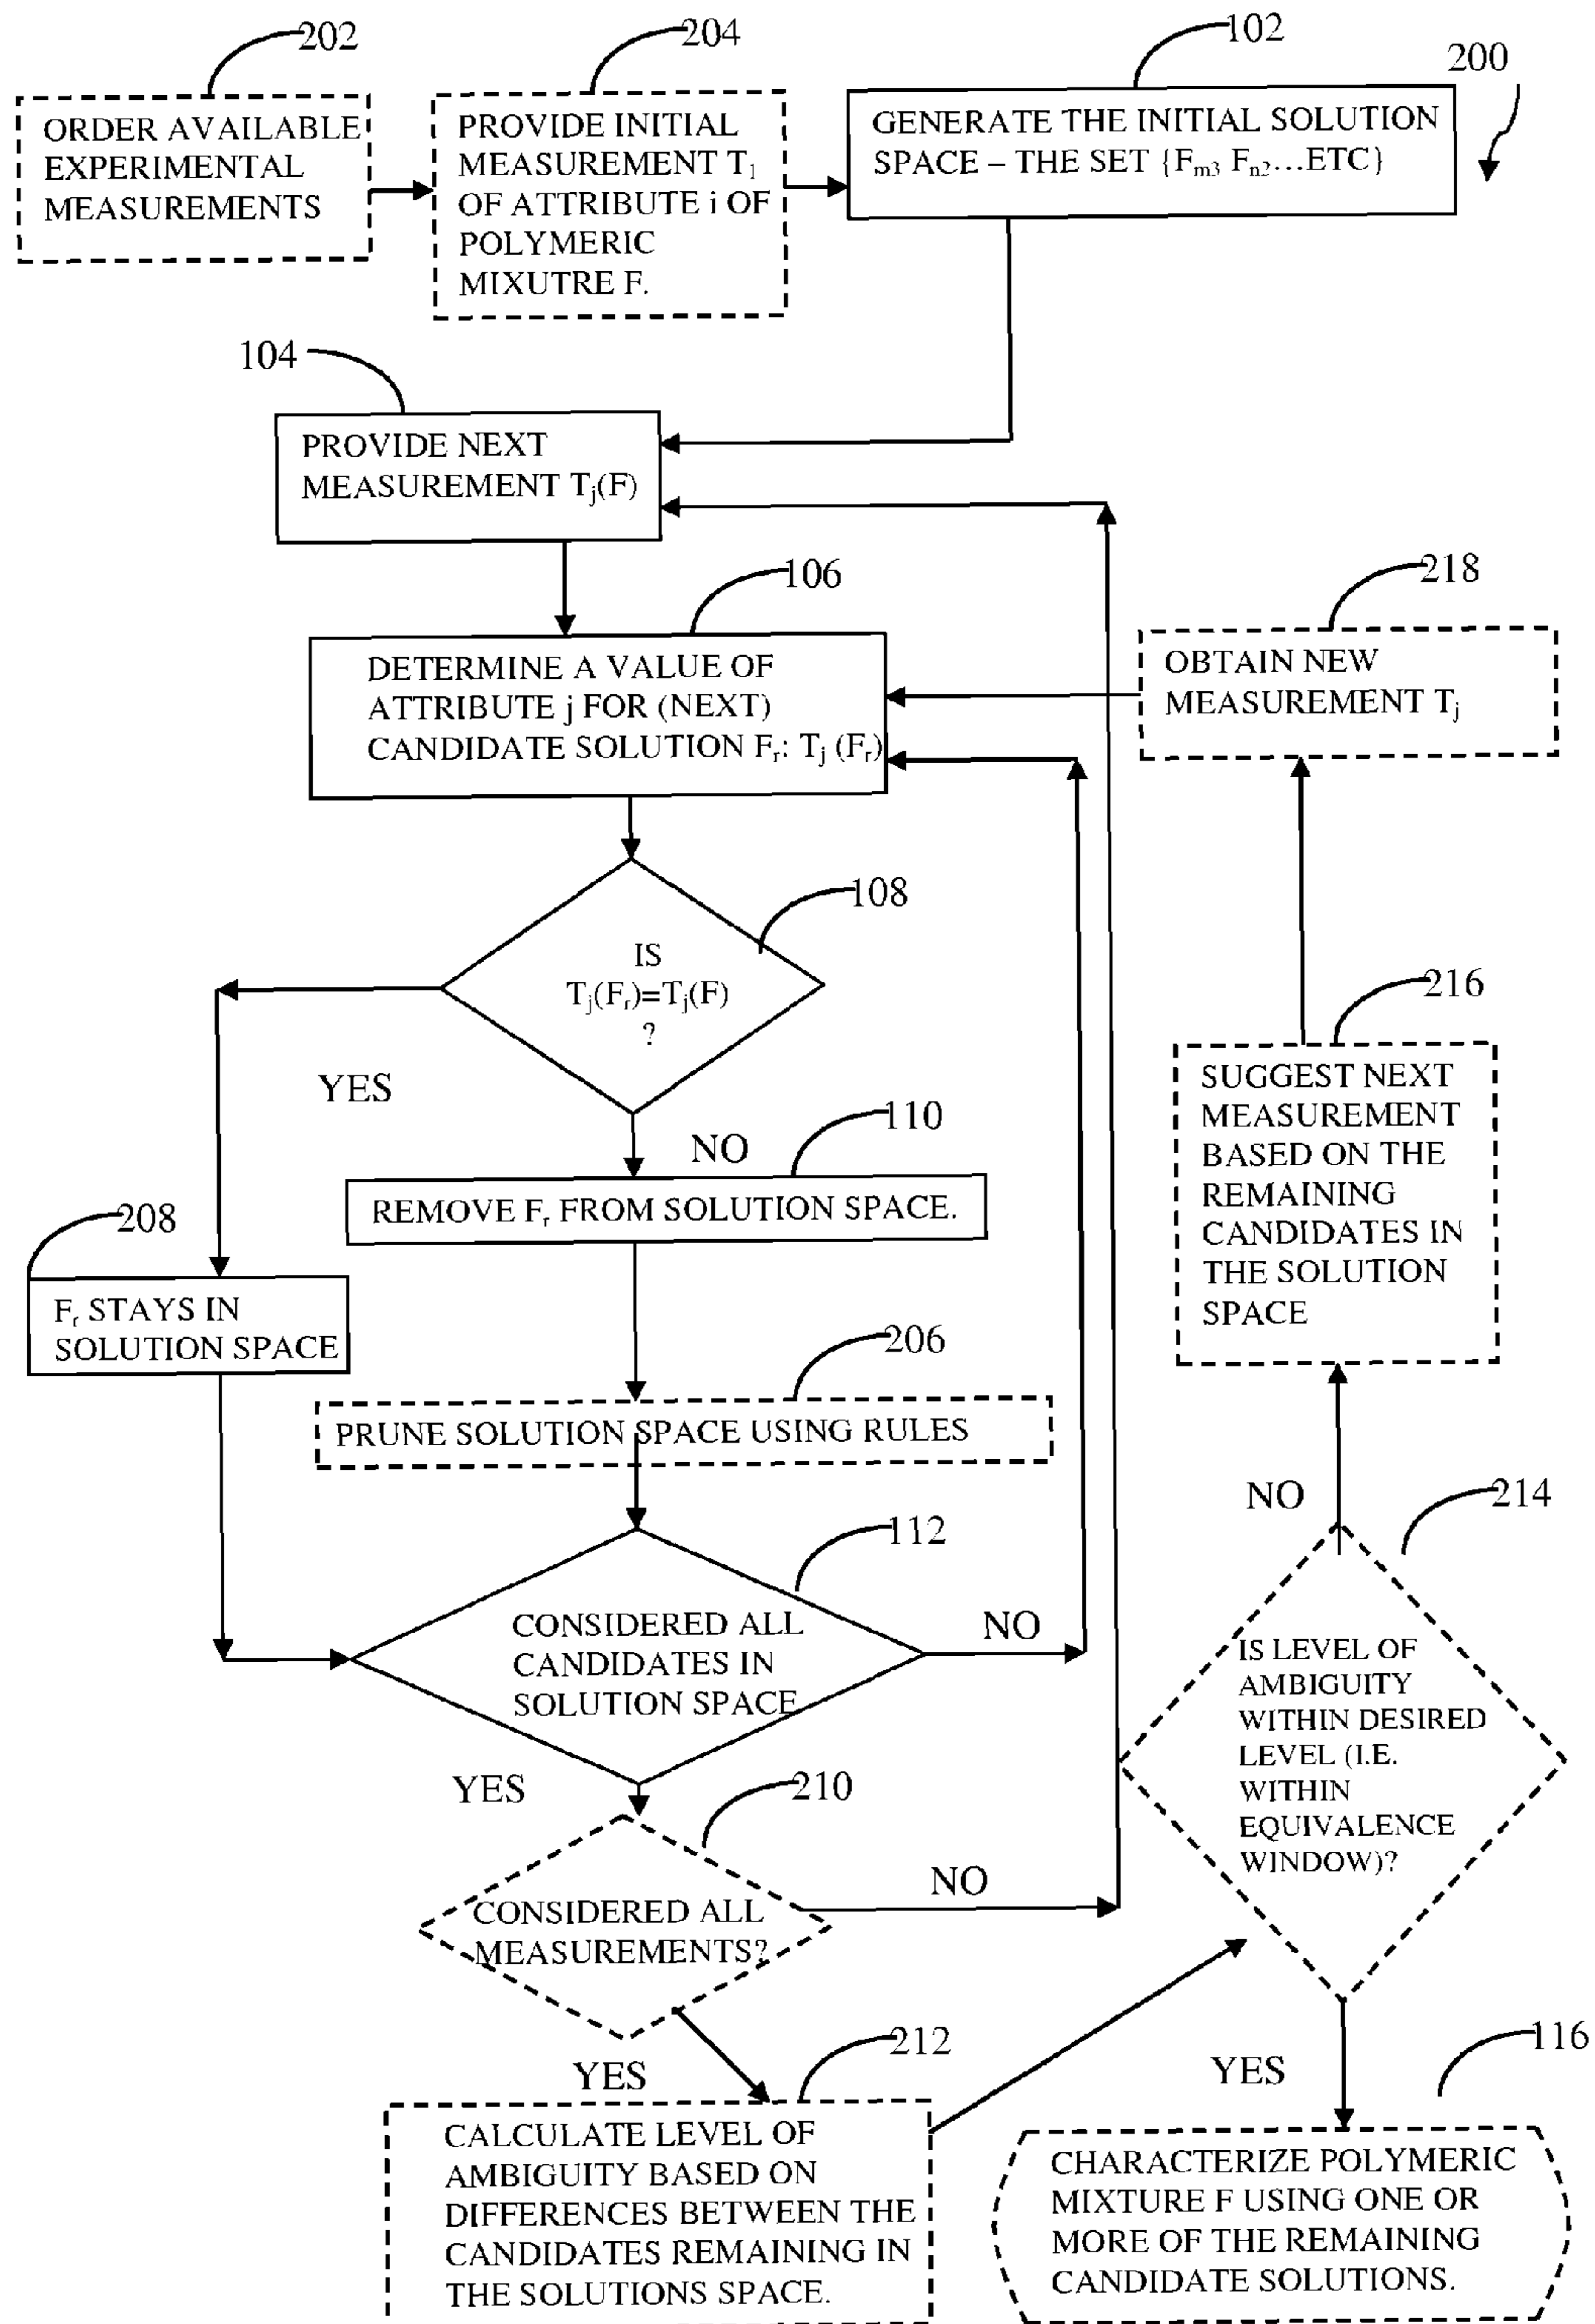 202
204
102
200
ORDER AVAILABLE
EXPERIMENTAL
MEASUREMENTS
PROVIDE INITIAL
MEASUREMENT T1
OF ATTRIBUTE i OF
POLYMERIC
MIXUTRE F.
GENERATE THE INITIAL SOLUTION
SPACE – THE SET {Fm3 Fn2...ETC}
104
PROVIDE NEXT
MEASUREMENT Tj(F)
106
DETERMINE A VALUE OF
ATTRIBUTE j FOR (NEXT)
CANDIDATE SOLUTION Fr: Tj (Fr)
218
OBTAIN NEW
MEASUREMENT Tj
108
IS
Tj(Fr)=Tj(F)
?
YES
NO
110
REMOVE Fr FROM SOLUTION SPACE.
216
SUGGEST NEXT
MEASUREMENT
BASED ON THE
REMAINING
CANDIDATES IN
THE SOLUTION
SPACE
208
Fr STAYS IN
SOLUTION SPACE
206
PRUNE SOLUTION SPACE USING RULES
112
CONSIDERED ALL
CANDIDATES IN
SOLUTION SPACE
NO
YES
NO
214
IS LEVEL OF
AMBIGUITY
WITHIN DESIRED
LEVEL (I.E.
WITHIN
EQUIVALENCE
WINDOW)?
210
CONSIDERED ALL
MEASUREMENTS?
NO
YES
212
CALCULATE LEVEL OF
AMBIGUITY BASED ON
DIFFERENCES BETWEEN THE
CANDIDATES REMAINING IN
THE SOLUTIONS SPACE.
YES
116
CHARACTERIZE POLYMERIC
MIXTURE F USING ONE OR
MORE OF THE REMAINING
CANDIDATE SOLUTIONS.